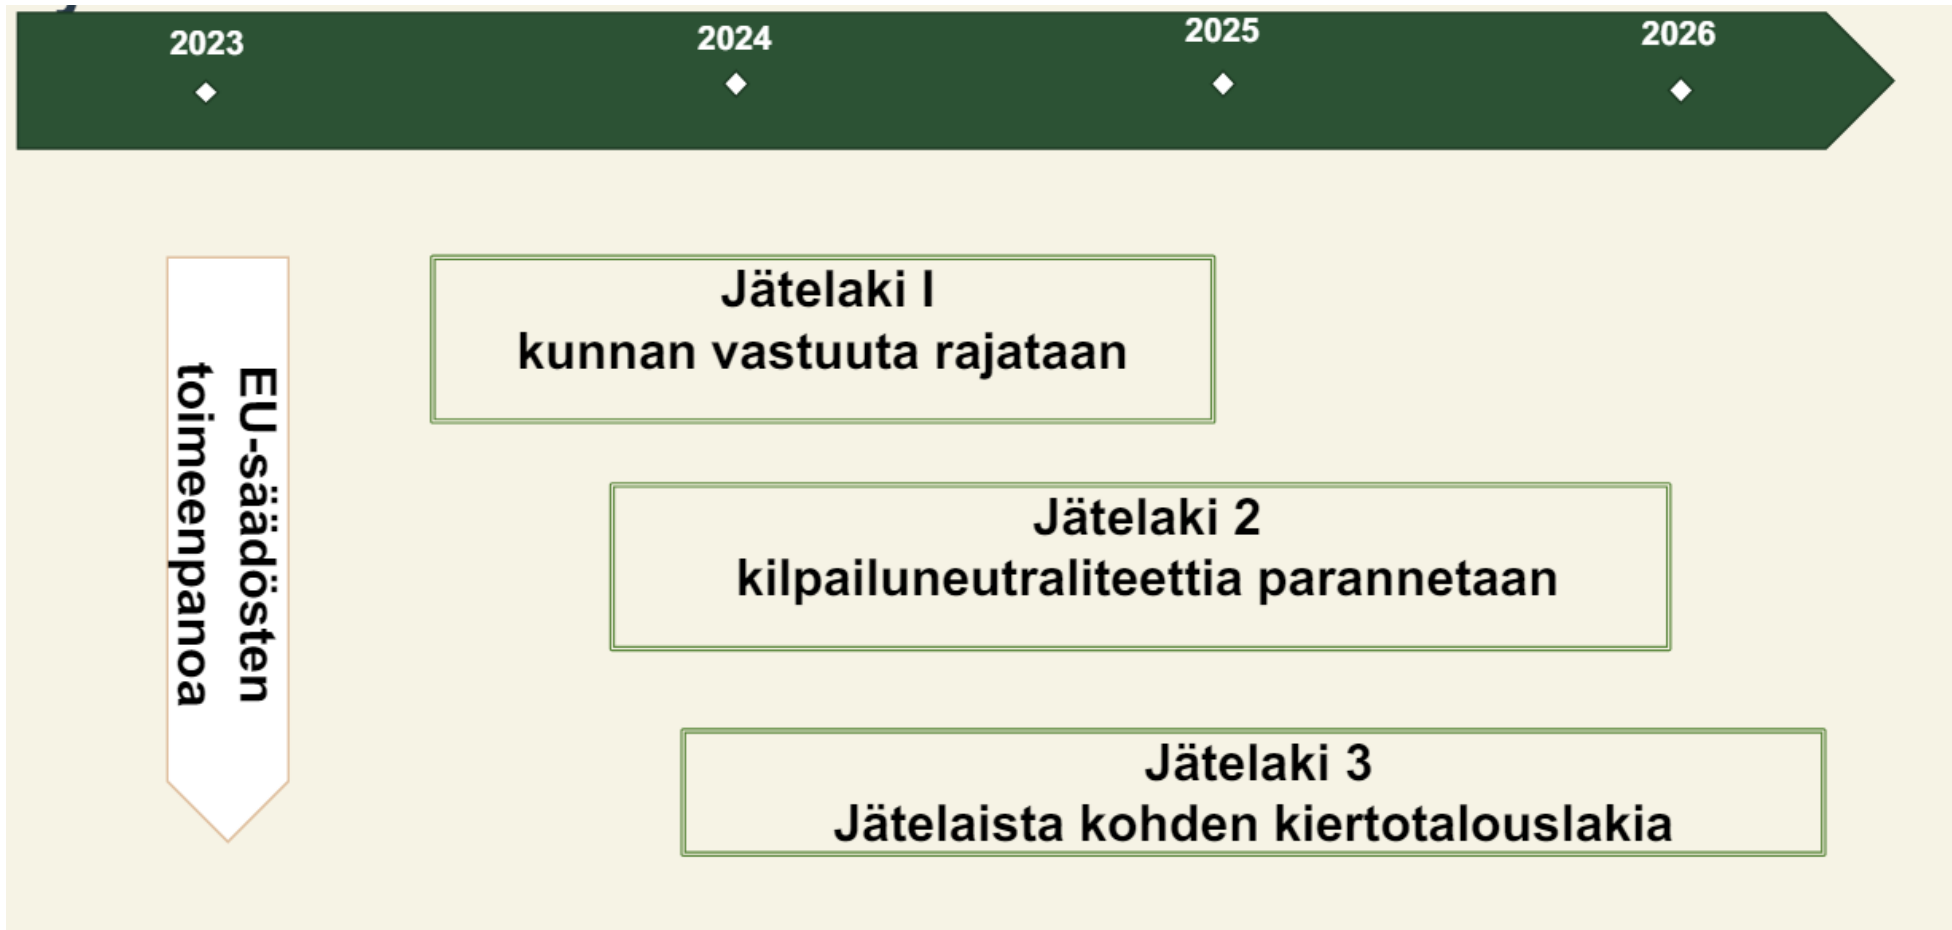 2023
2024
2025
2026
EU-säädösten
toimeenpanoa
Jätelaki I
kunnan vastuuta rajataan
Jätelaki 2
kilpailuneutraliteettia parannetaan
Jätelaki 3
Jätelaista kohden kiertotalouslakia